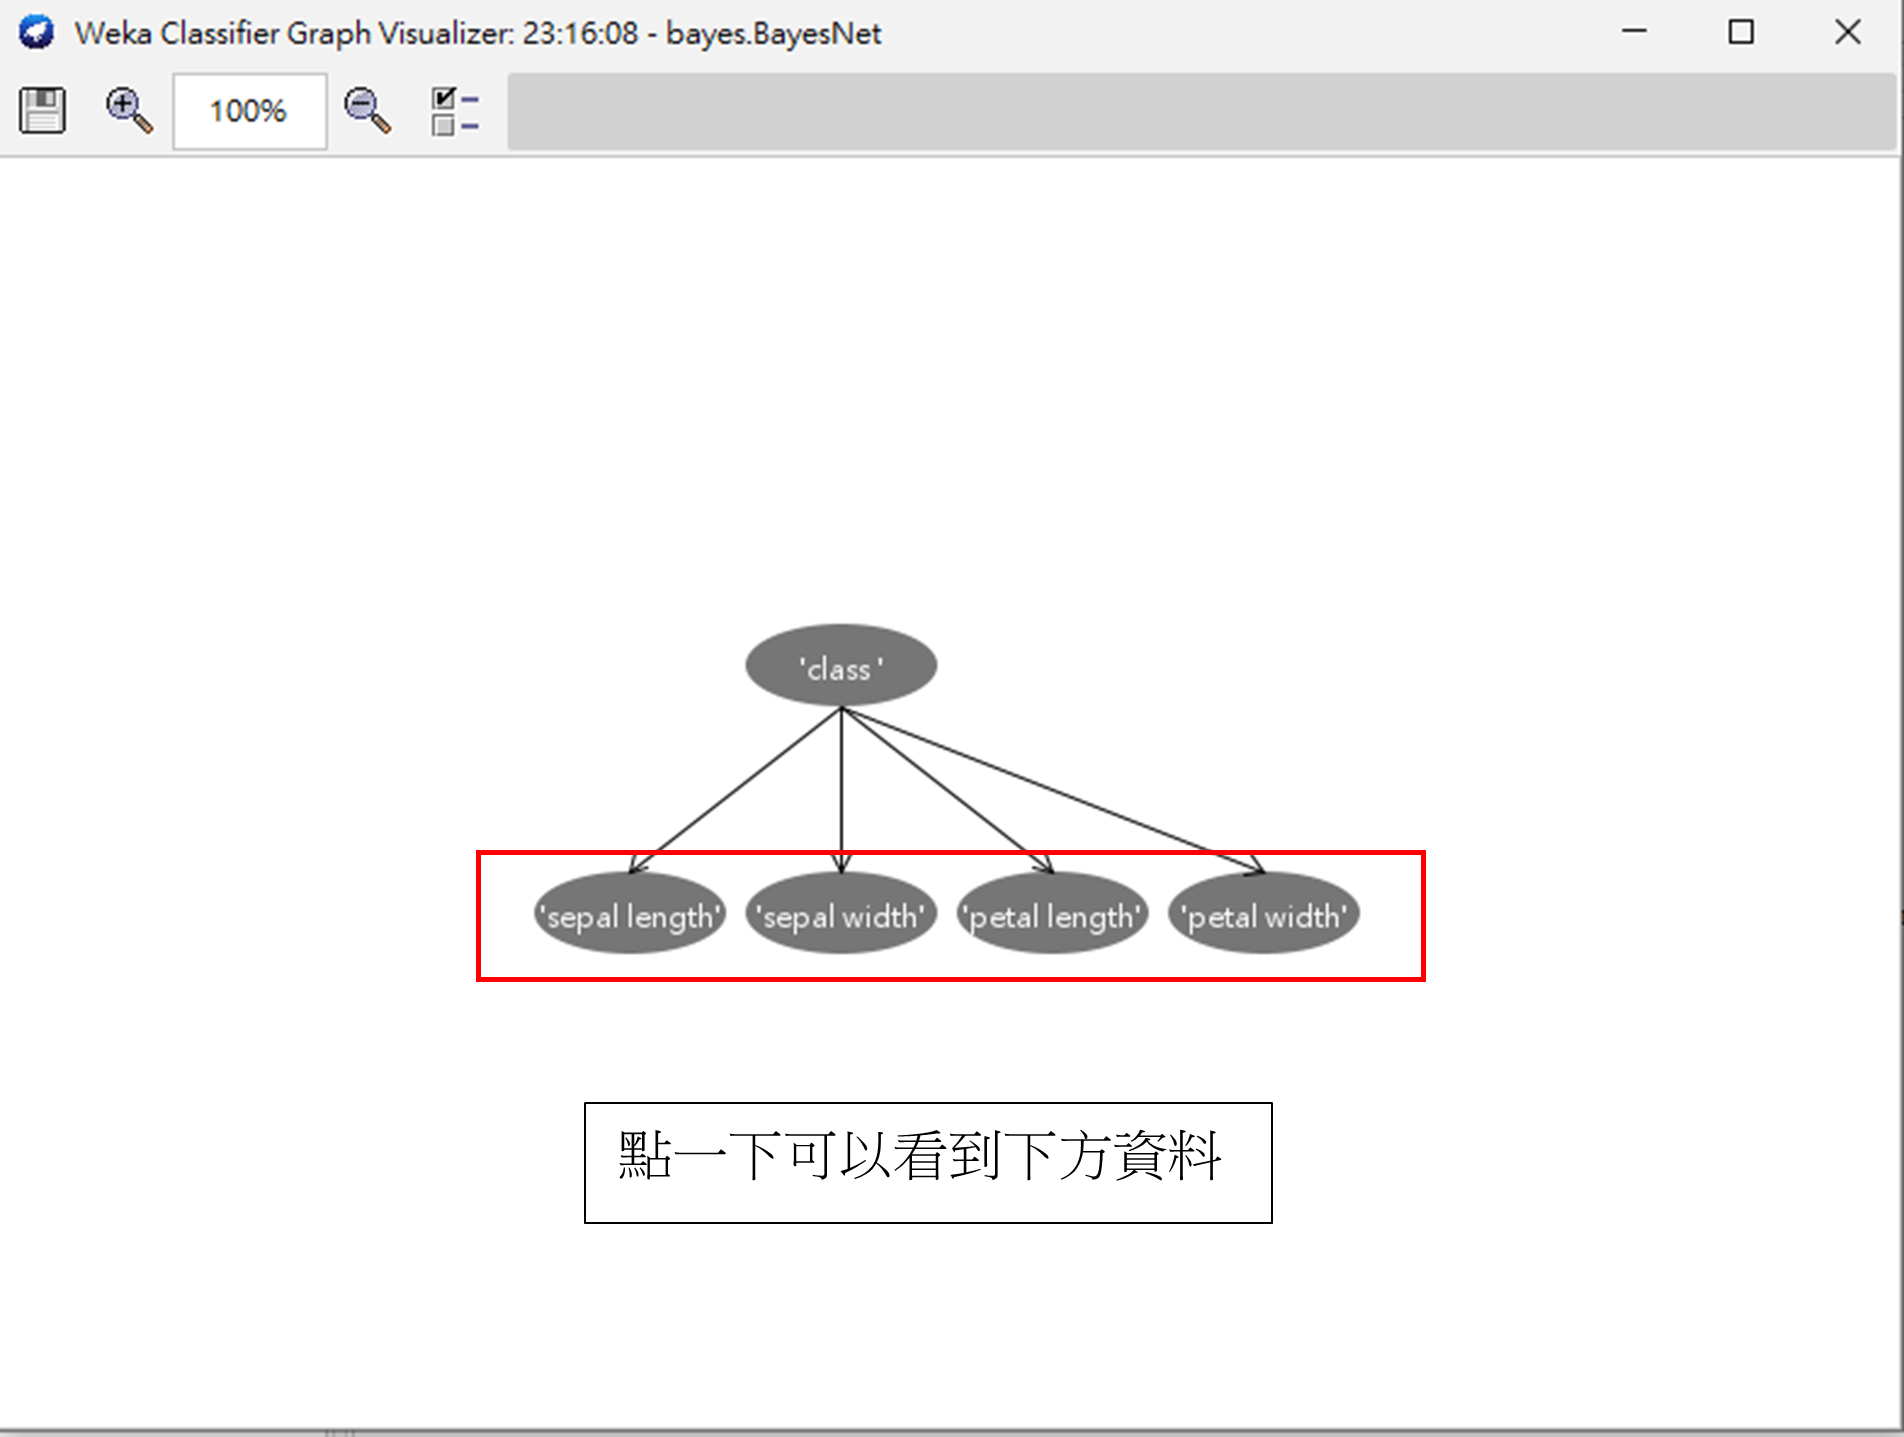 Weka Classifier Graph Visualizer: 23:16:08 - bayes.BayesNet
100%
'class '
'sepal length' 'sepal width' 'petal length' 'petal width'
點一下可以看到下方資料